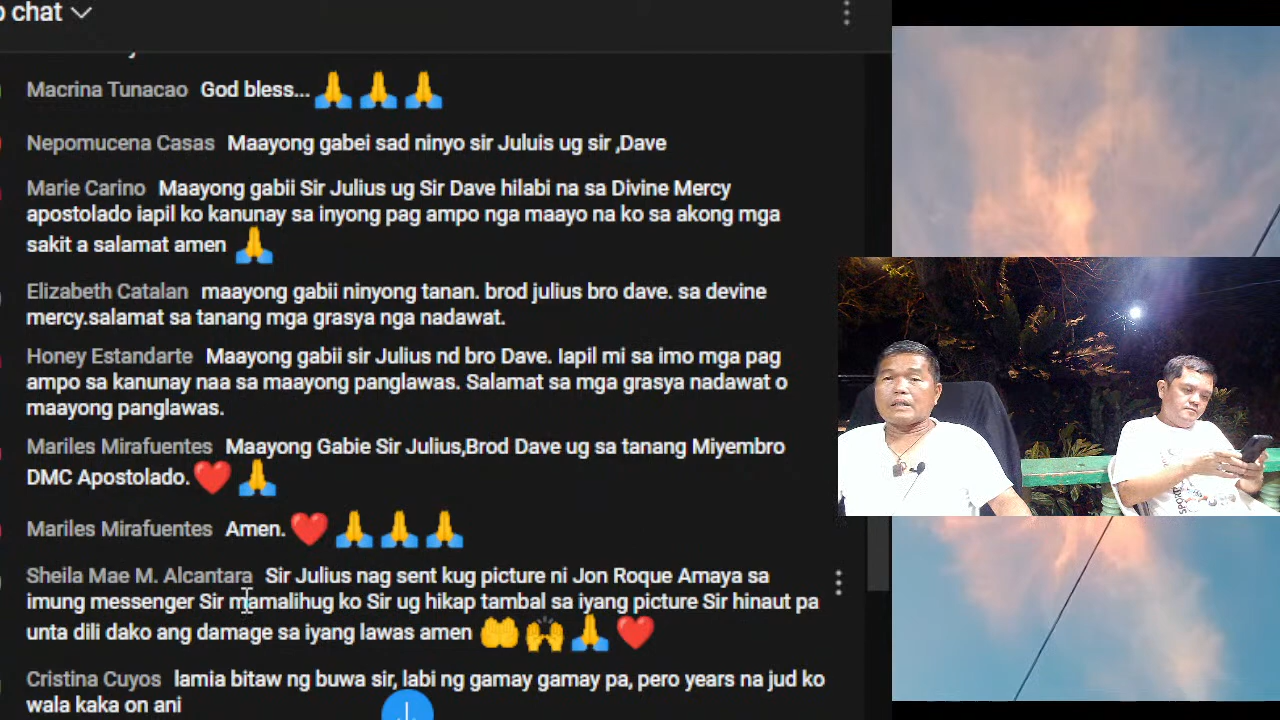 chat
Macrina Tunacao God bless... 🙏 🙏 🙏
Nepomucena Casas Maayong gabei sad ninyo sir Juluis ug sir ,Dave
Marie Carino Maayong gabii Sir Julius ug Sir Dave hilabi na sa Divine Mercy
apostolado iapil ko kanunay sa inyong pag ampo nga maayo na ko sa akong mga
sakit a salamat amen 🙏
Elizabeth Catalan maayong gabii ninyong tanan. brod julius bro dave. sa devine
mercy.salamat sa tanang mga grasya nga nadawat.
Honey Estandarte Maayong gabii sir Julius nd bro Dave. Iapil mi sa imo mga pag
ampo sa kanunay naa sa maayong panglawas. Salamat sa mga grasya nadawat o
maayong panglawas.
Mariles Mirafuentes Maayong Gabie Sir Julius,Brod Dave ug sa tanang Miyembro
DMC Apostolado.❤️ 🙏
Mariles Mirafuentes Amen. ❤️ 🙏 🙏 🙏
Sheila Mae M. Alcantara Sir Julius nag sent kug picture ni Jon Roque Amaya sa
imung messenger Sir mamalihug ko Sir ug hikap tambal sa iyang picture Sir hinaut pa
unta dili dako ang damage sa iyang lawas amen 🤲 🙌 🙏 ❤️
Cristina Cuyos lamia bitaw ng buwa sir, labi ng gamay gamay pa, pero years na jud ko
wala kaka on ani